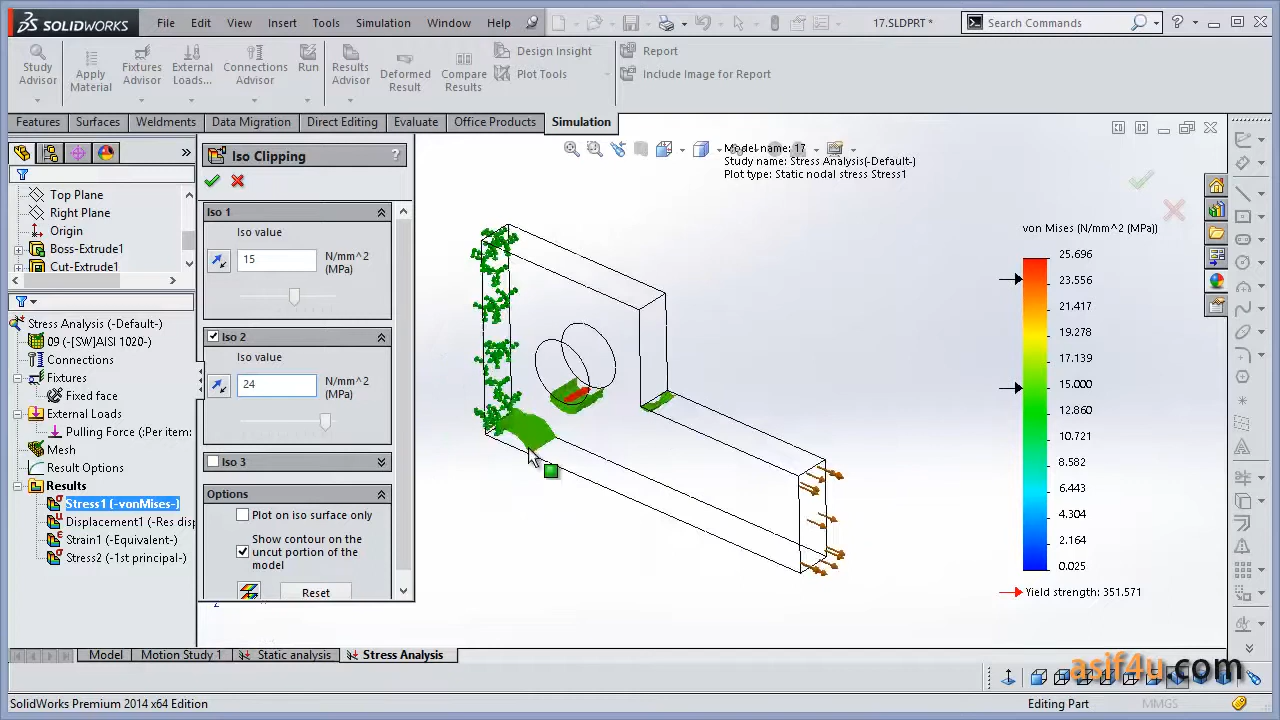 SOLIDWORKS
File Edit View Insert Tools Simulation Window Help
17.SLDPRT *
Search Commands
Study Advisor
Apply Material
Fixtures Advisor
External Loads...
Connections Advisor
Run
Results Advisor
Deformed Result
Compare Results
Design Insight
Plot Tools
Report
Include Image for Report
Features Surfaces Weldments Data Migration Direct Editing Evaluate Office Products Simulation
Top Plane
Right Plane
Origin
Boss-Extrude1
Cut-Extrude1
Stress Analysis (-Default-)
09 (-[SW]AISI 1020-)
Connections
Fixtures
Fixed face
External Loads
Pulling Force (:Per item:
Mesh
Result Options
Results
Stress1 (-vonMises-)
Displacement1 (-Res disp
Strain1 (-Equivalent-)
Stress2 (-1st principal-)
Iso Clipping
?
Iso 1
Iso value
15
N/mm^2
(MPa)
Iso 2
Iso value
24
N/mm^2
(MPa)
Iso 3
Options
Plot on iso surface only
Show contour on the
uncut portion of the
model
Reset
Model name: 17
Study name: Stress Analysis(-Default-)
Plot type: Static nodal stress Stress1
von Mises (N/mm^2 (MPa))
25.696
23.556
21.417
19.278
17.139
15.000
12.860
10.721
8.582
6.443
4.304
2.164
0.025
Yield strength: 351.571
Model Motion Study 1 Static analysis Stress Analysis
asif4u.com
SolidWorks Premium 2014 x64 Edition
Editing Part
MMGS